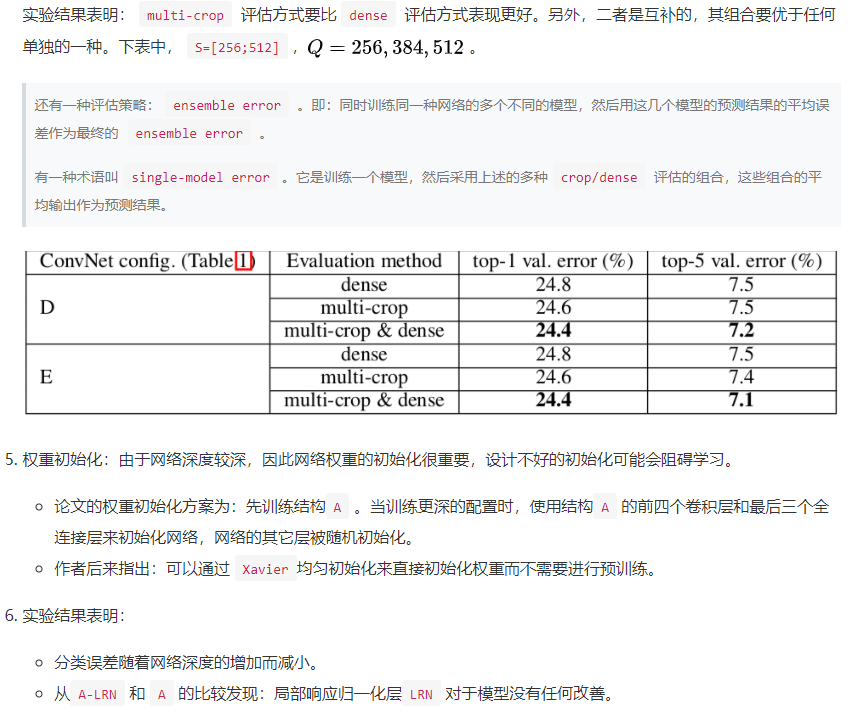 实验结果表明： multi-crop 评估方式要比 dense 评估方式表现更好。另外，二者是互补的，其组合要优于任何
单独的一种。下表中， S=[256;512] ，Q = 256, 384, 512 。
还有一种评估策略： ensemble error 。即：同时训练同一种网络的多个不同的模型，然后用这几个模型的预测结果的平均误
差作为最终的 ensemble error 。
有一种术语叫 single-model error 。它是训练一个模型，然后采用上述的多种 crop/dense 评估的组合，这些组合的平
均输出作为预测结果。
ConvNet config. (Table 1) Evaluation method top-1 val. error (%) top-5 val. error (%)
dense 24.8 7.5
D multi-crop 24.6 7.5
multi-crop & dense 24.4 7.2
dense 24.8 7.5
E multi-crop 24.6 7.4
multi-crop & dense 24.4 7.1
5. 权重初始化：由于网络深度较深，因此网络权重的初始化很重要，设计不好的初始化可能会阻碍学习。
论文的权重初始化方案为：先训练结构 A 。当训练更深的配置时，使用结构 A 的前四个卷积层和最后三个全
连接层来初始化网络，网络的其它层被随机初始化。
作者后来指出：可以通过 Xavier 均匀初始化来直接初始化权重而不需要进行预训练。
6. 实验结果表明：
分类误差随着网络深度的增加而减小。
从 A-LRN 和 A 的比较发现：局部响应归一化层 LRN 对于模型没有任何改善。